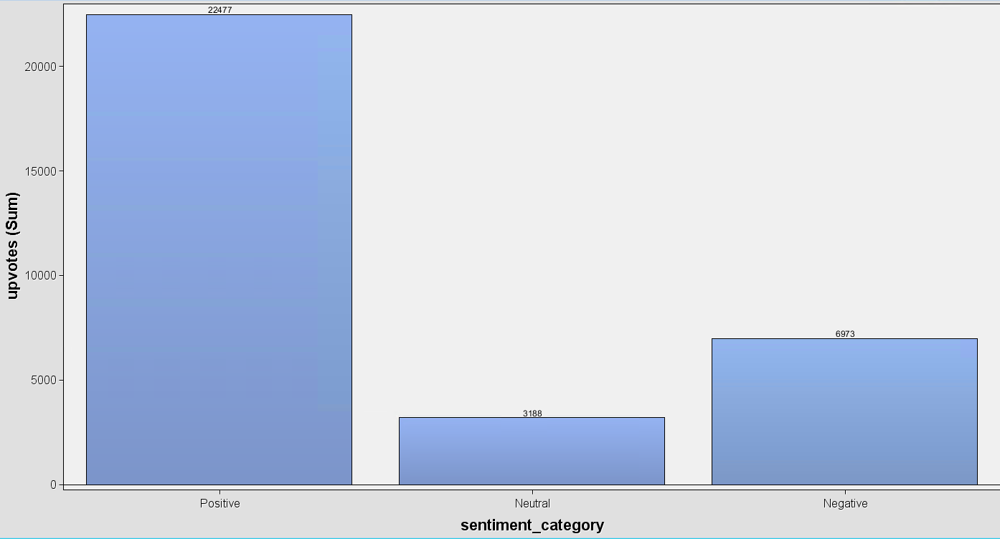 22477
20000
15000
10000
5000
0
upvotes (Sum)
3188
6973
Positive
Neutral
Negative
sentiment_category